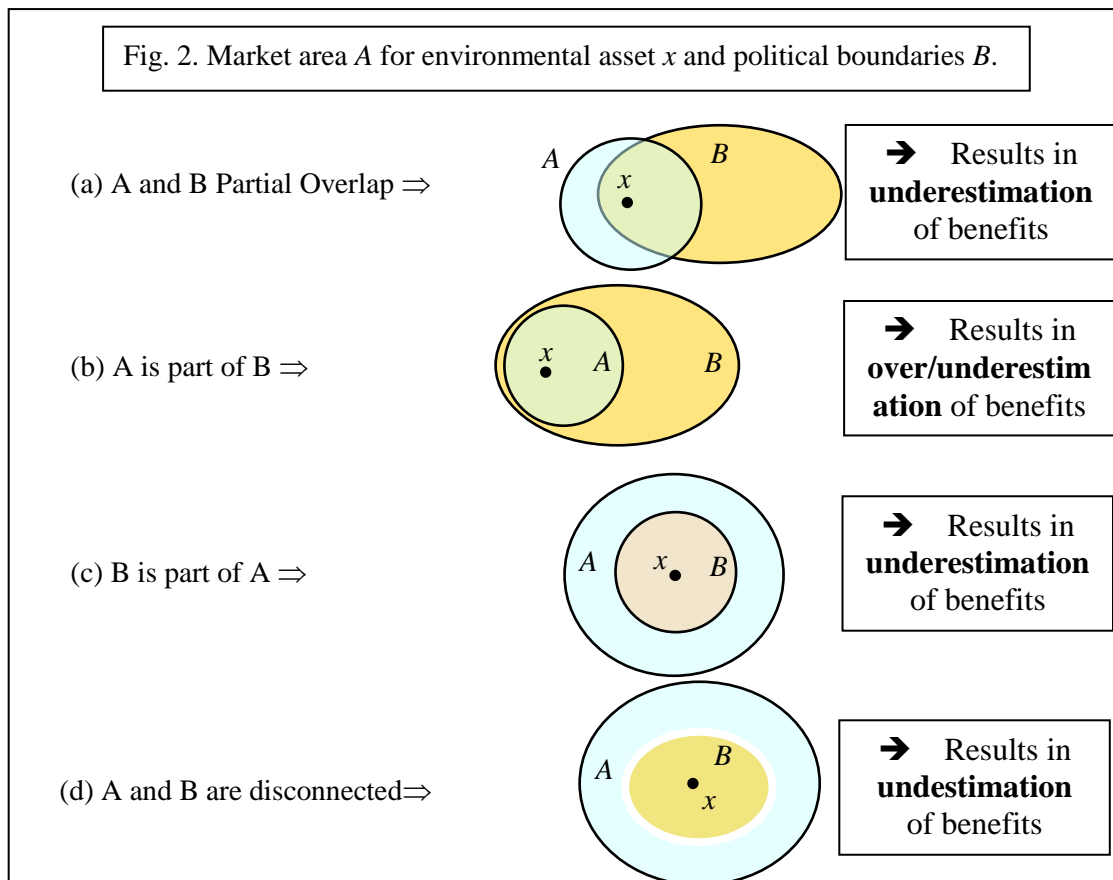 Fig. 2. Market area A for environmental asset x and political boundaries B.
(a) A and B Partial Overlap ⇒
A
B
x
➔ Results in
underestimation
of benefits
(b) A is part of B ⇒
x
A
B
➔ Results in
over/underestim
ation of benefits
(c) B is part of A ⇒
A
x
B
➔ Results in
underestimation
of benefits
(d) A and B are disconnected⇒
A
B
x
➔ Results in
undestimation
of benefits